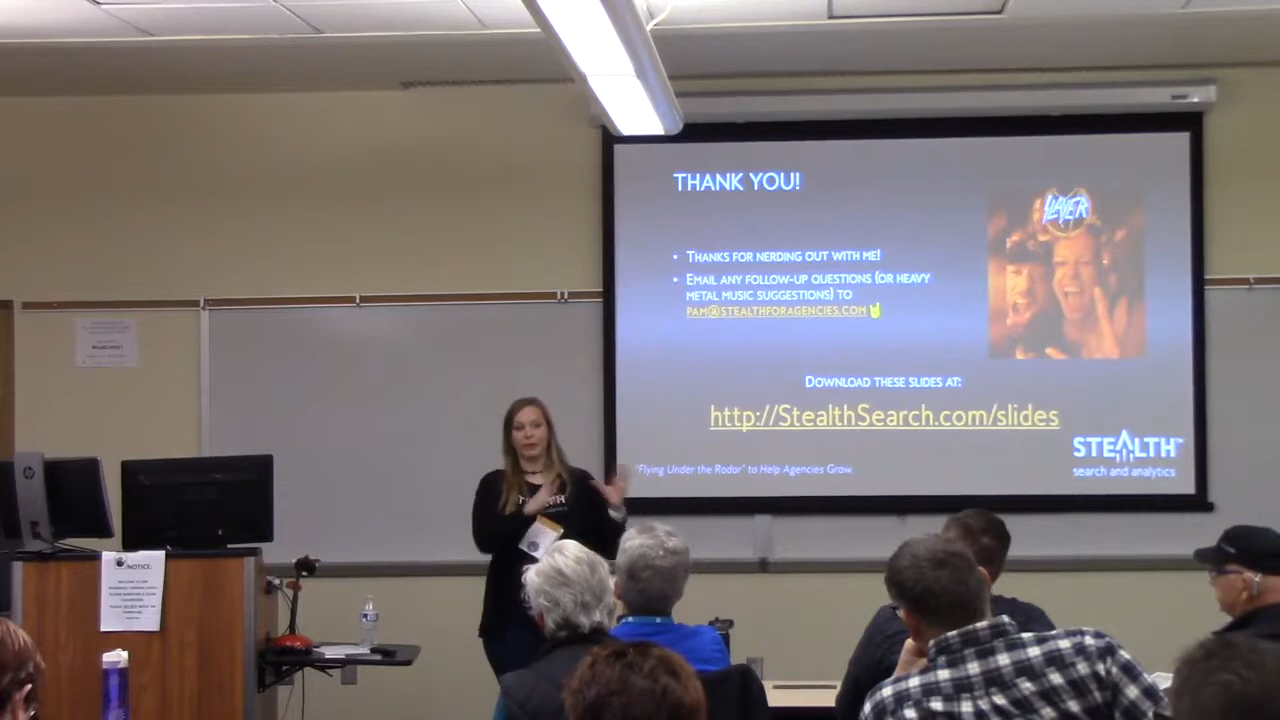 THANK YOU!
SLAYER
• THANKS FOR NERDING OUT WITH ME!
• EMAIL ANY FOLLOW-UP QUESTIONS (OR HEAVY
METAL MUSIC SUGGESTIONS) TO
PAM@STEALTHFORAGENCIES.COM
DOWNLOAD THESE SLIDES AT:
http://StealthSearch.com/slides
STEALTH™
search and analytics
"Flying Under the Radar" to Help Agencies Grow.
hp
NOTICE: